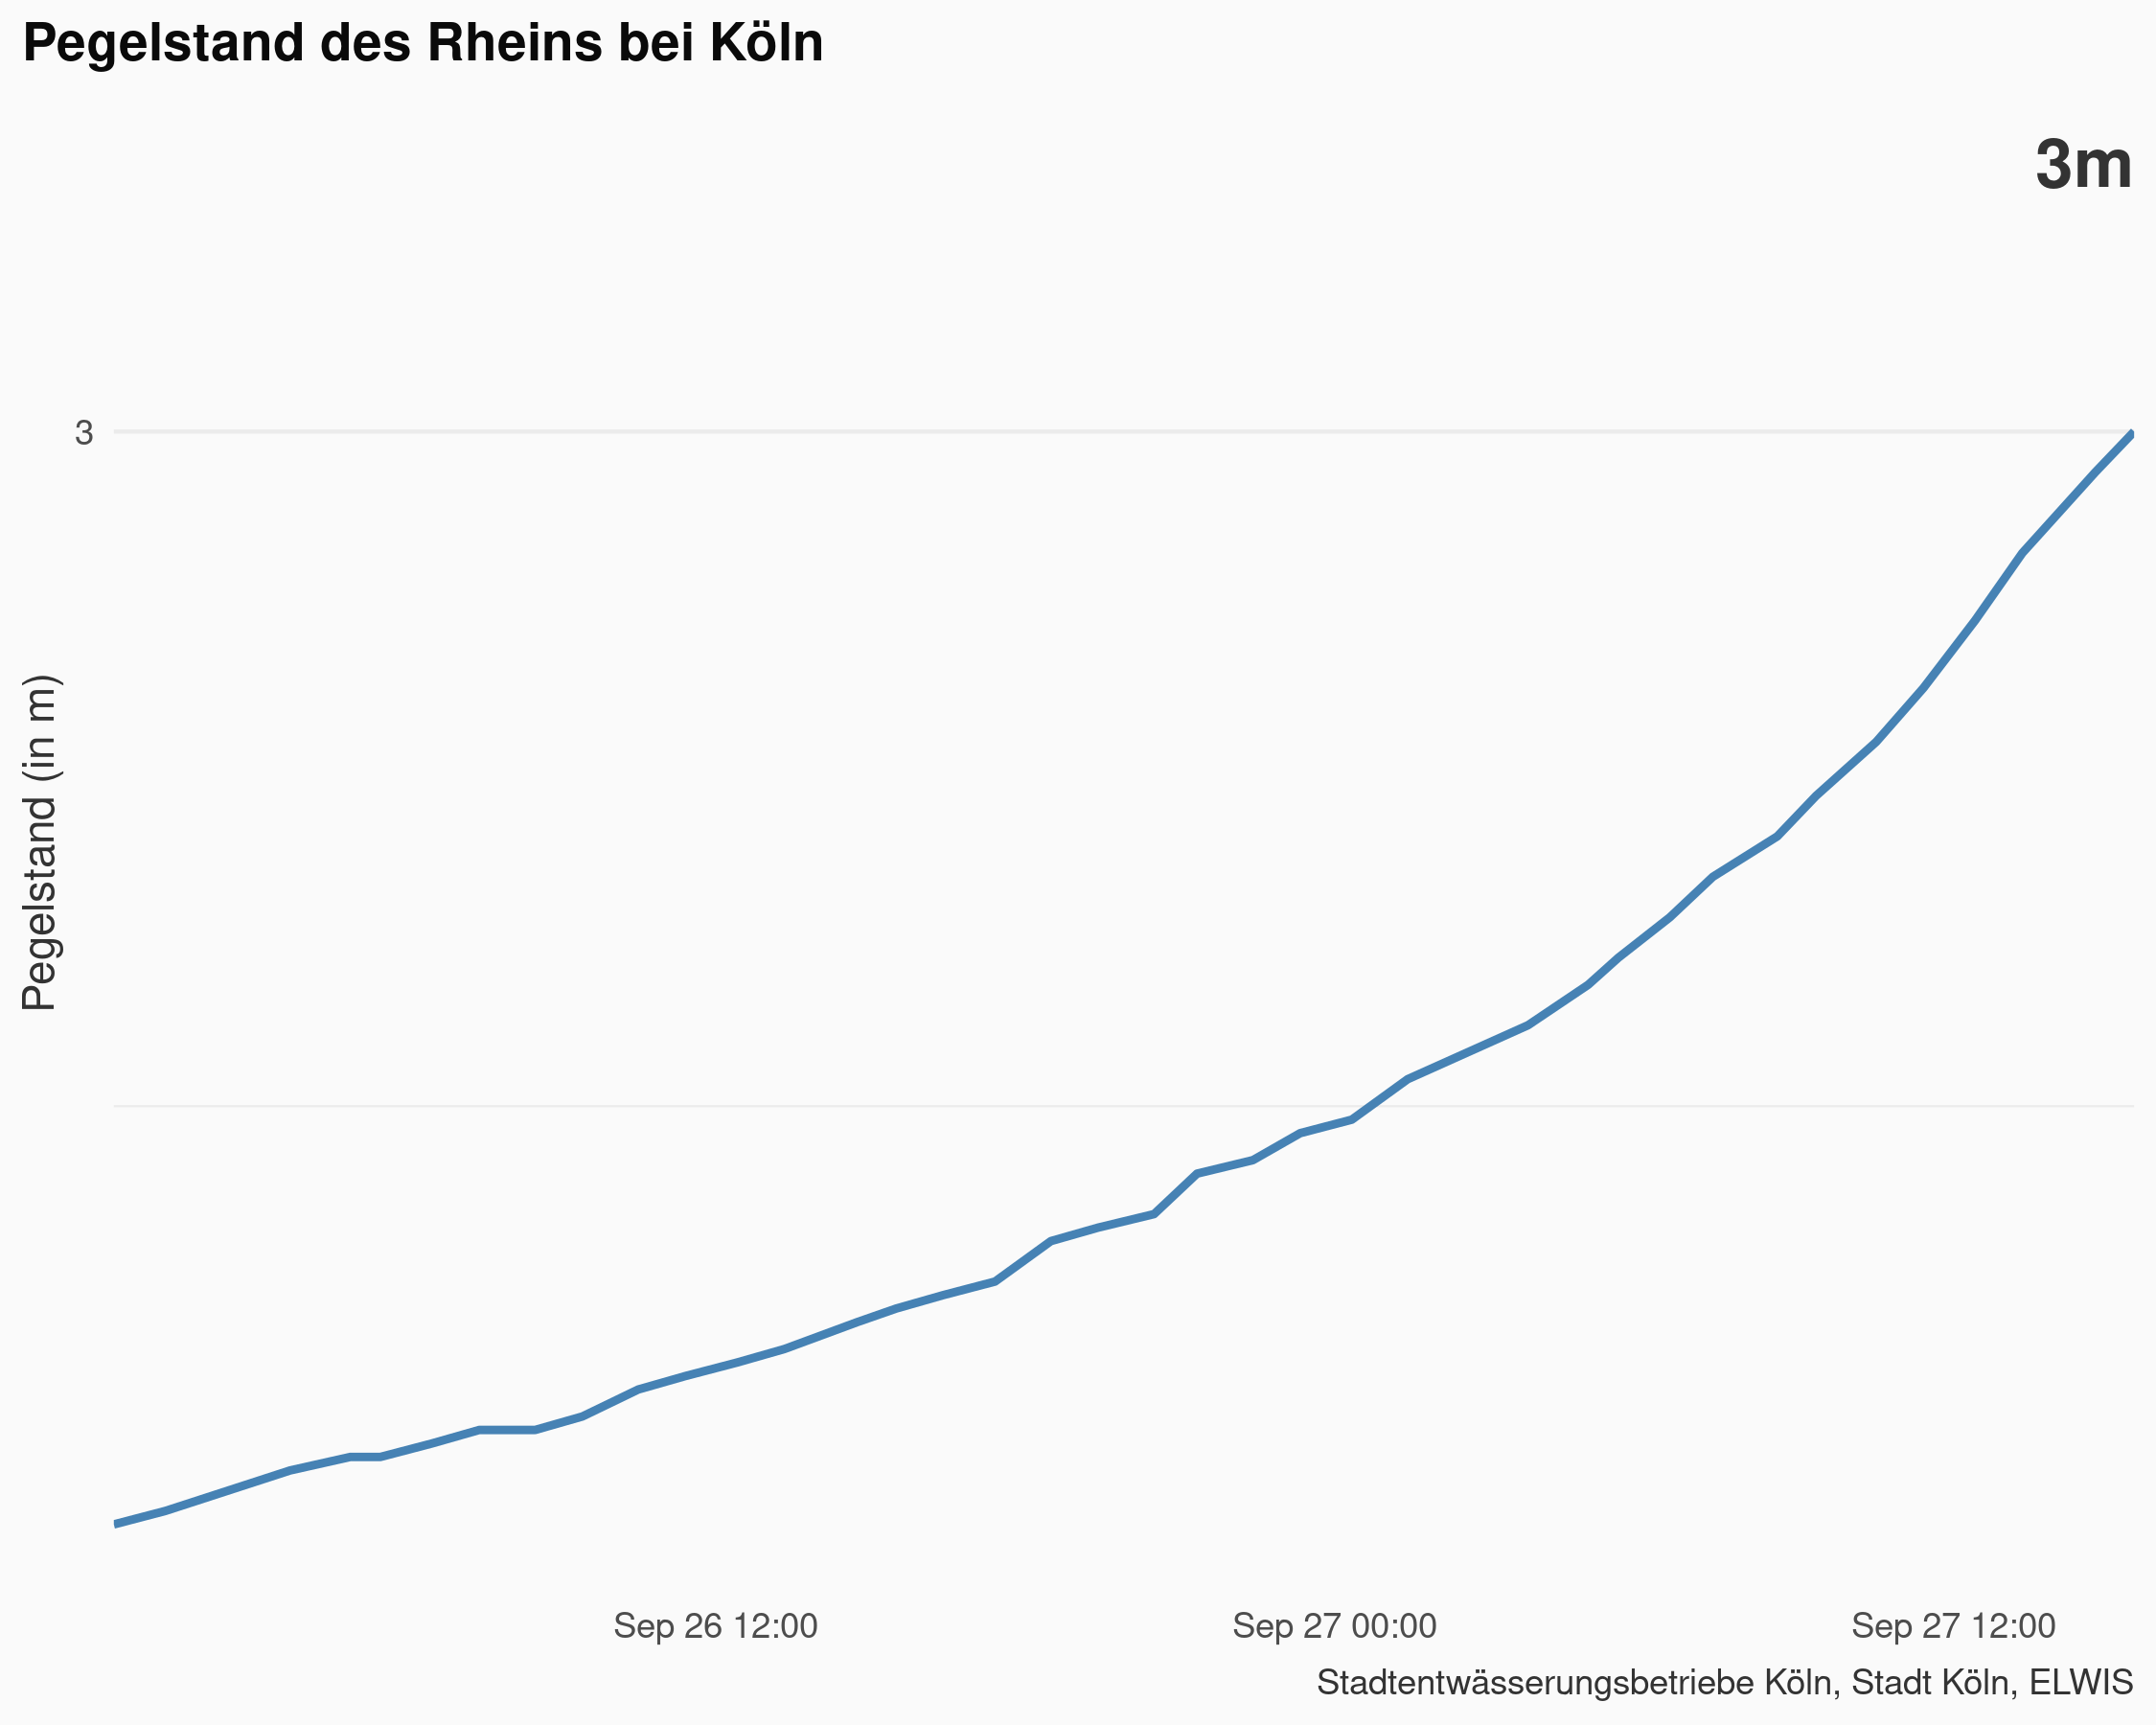 Pegelstand des Rheins bei Köln
3m
3
Pegelstand (in m)
Sep 26 12:00
Sep 27 00:00
Sep 27 12:00
Stadtentwässerungsbetriebe Köln, Stadt Köln, ELWIS